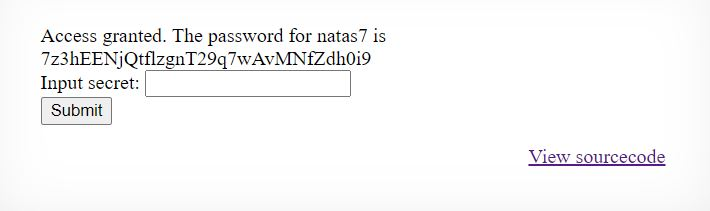 Access granted. The password for natas7 is
7z3hEENjQtflzgnT29q7wAvMNfZdh0i9
Input secret:
Submit
View sourcecode